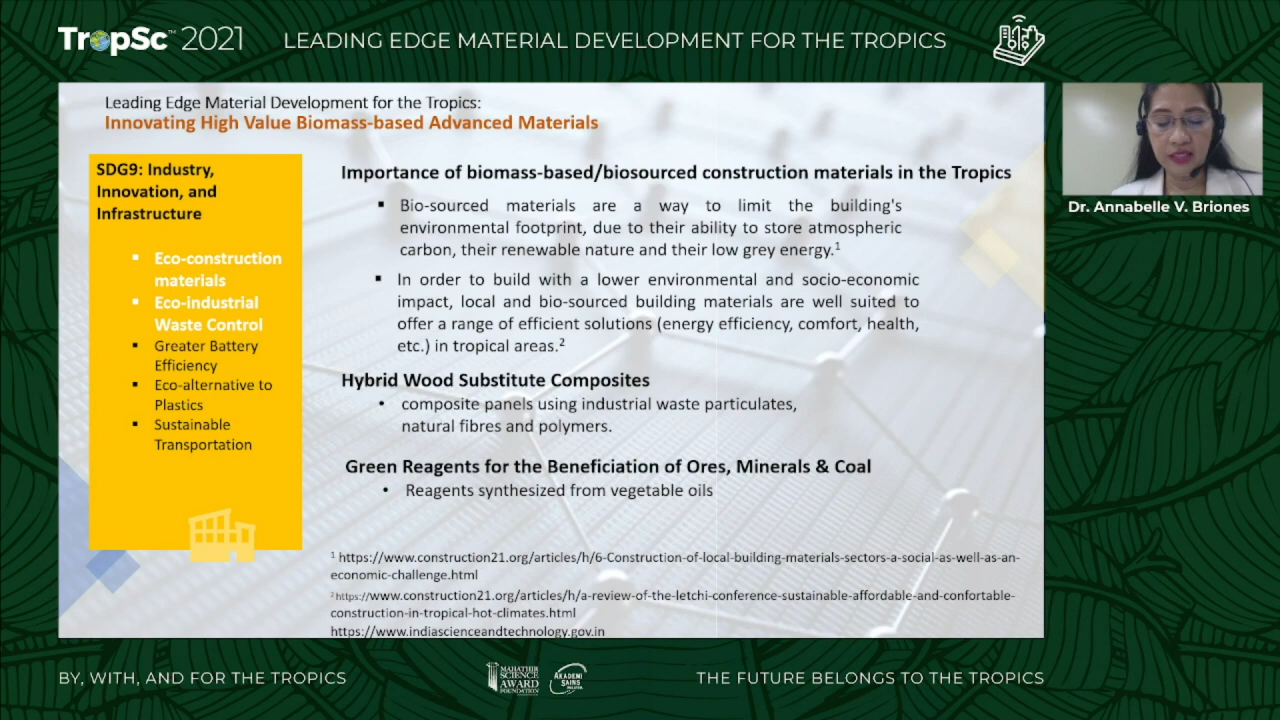 TropSc™ 2021
LEADING EDGE MATERIAL DEVELOPMENT FOR THE TROPICS
Leading Edge Material Development for the Tropics:
Innovating High Value Biomass-based Advanced Materials
SDG9: Industry,
Innovation, and
Infrastructure
▪ Eco-construction
materials
▪ Eco-industrial
Waste Control
▪ Greater Battery
Efficiency
▪ Eco-alternative to
Plastics
▪ Sustainable
Transportation
Importance of biomass-based/biosourced construction materials in the Tropics
▪ Bio-sourced materials are a way to limit the building's
environmental footprint, due to their ability to store atmospheric
carbon, their renewable nature and their low grey energy.¹
▪ In order to build with a lower environmental and socio-economic
impact, local and bio-sourced building materials are well suited to
offer a range of efficient solutions (energy efficiency, comfort, health,
etc.) in tropical areas.²
Hybrid Wood Substitute Composites
• composite panels using industrial waste particulates,
natural fibres and polymers.
Green Reagents for the Beneficiation of Ores, Minerals & Coal
• Reagents synthesized from vegetable oils
¹ https://www.construction21.org/articles/h/6-Construction-of-local-building-materials-sectors-a-social-as-well-as-an-
economic-challenge.html
² https://www.construction21.org/articles/h/a-review-of-the-letchi-conference-sustainable-affordable-and-confortable-
construction-in-tropical-hot-climates.html
https://www.indiascienceandtechnology.gov.in
Dr. Annabelle V. Briones
BY, WITH, AND FOR THE TROPICS
MAHATHIR
SCIENCE
AWARD
FOUNDATION
AKADEMI
SAINS
MALAYSIA
THE FUTURE BELONGS TO THE TROPICS